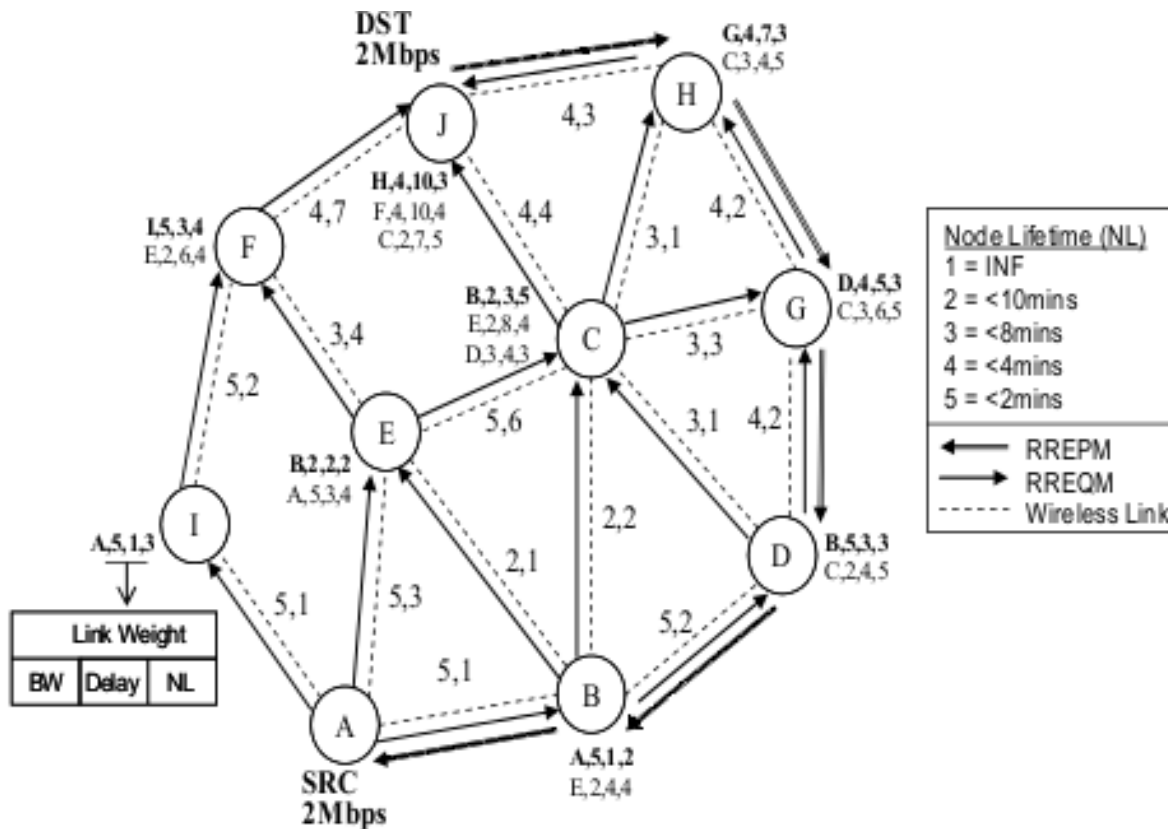 DST
2Mbps
G,4,7,3
C,3,4,5
H
J
4,3
H,4,10,3
F,4,10,4
C,2,7,5
4,7
4,4
4,2
3,1
I,5,3,4
E,2,6,4
F
D,4,5,3
C,3,6,5
G
B,2,3,5
E,2,8,4
D,3,4,3
C
3,3
3,4
5,2
E
5,6
3,1
4,2
B,2,2,2
A,5,3,4
I
A,5,1,3
2,2
2,1
D
B,5,3,3
C,2,4,5
5,1
5,3
5,2
5,1
Link Weight
BW Delay NL
A
B
SRC
2Mbps
A,5,1,2
E,2,4,4
Node Lifetime (NL)
1 = INF
2 = <10mins
3 = <8mins
4 = <4mins
5 = <2mins
RREPM
RREQM
Wireless Link